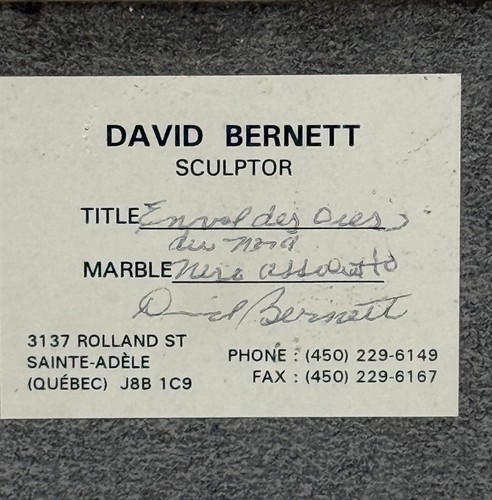 DAVID BERNETT
SCULPTOR
TITLE Envol des Oies
du Nord
MARBLE Nero assoluto
David Bernett
3137 ROLLAND ST
SAINTE-ADÈLE
(QUÉBEC) J8B 1C9
PHONE : (450) 229-6149
FAX : (450) 229-6167